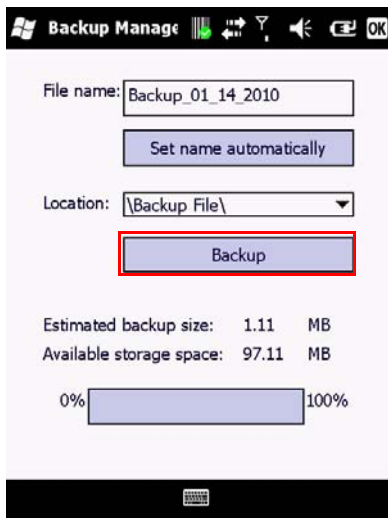 Backup Manage OK
File name: Backup_01_14_2010
Set name automatically
Location: \Backup File\
Backup
Estimated backup size: 1.11 MB
Available storage space: 97.11 MB
0% 100%